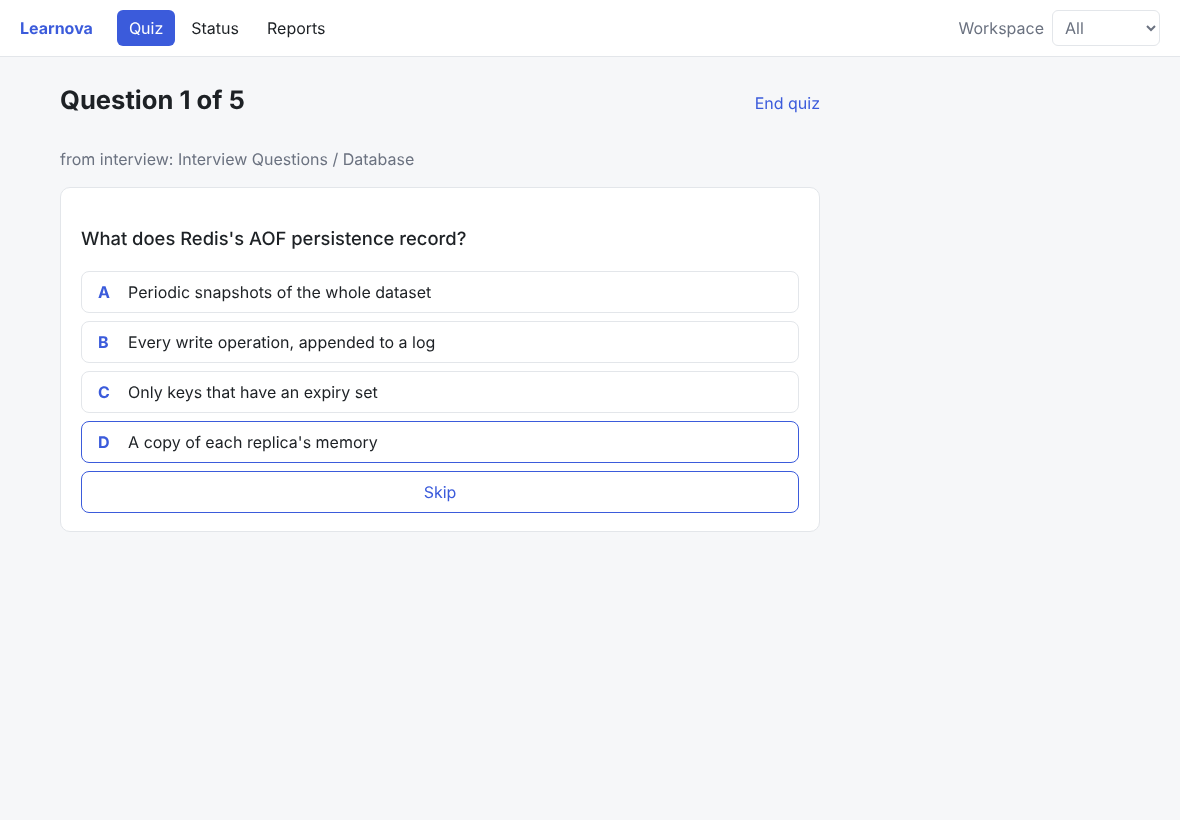 Learnova Quiz Status Reports Workspace All
Question 1 of 5 End quiz
from interview: Interview Questions / Database
What does Redis's AOF persistence record?
A Periodic snapshots of the whole dataset
B Every write operation, appended to a log
C Only keys that have an expiry set
D A copy of each replica's memory
Skip